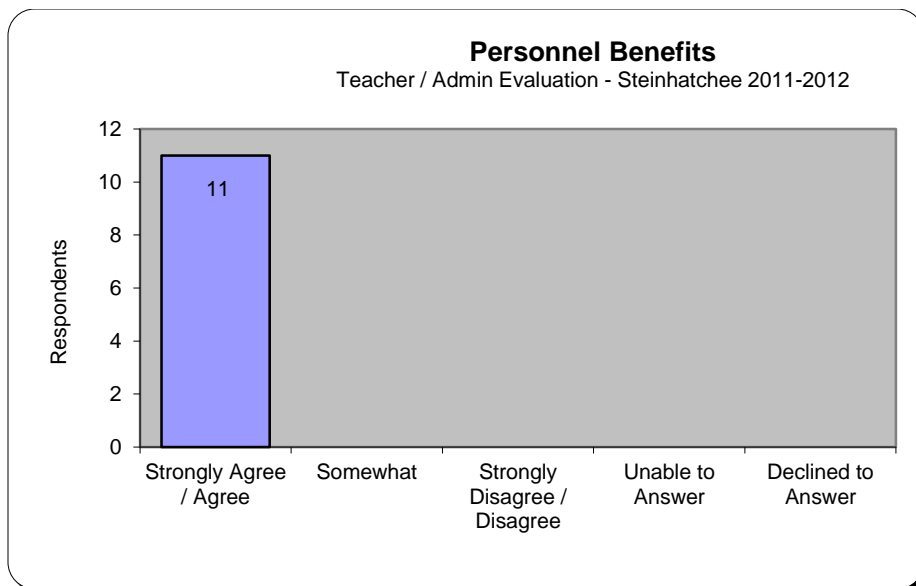 Personnel Benefits
Teacher / Admin Evaluation - Steinhatchee 2011-2012
12
10
8
6
4
2
0
Respondents
11
Strongly Agree
/ Agree
Somewhat
Strongly
Disagree /
Disagree
Unable to
Answer
Declined to
Answer